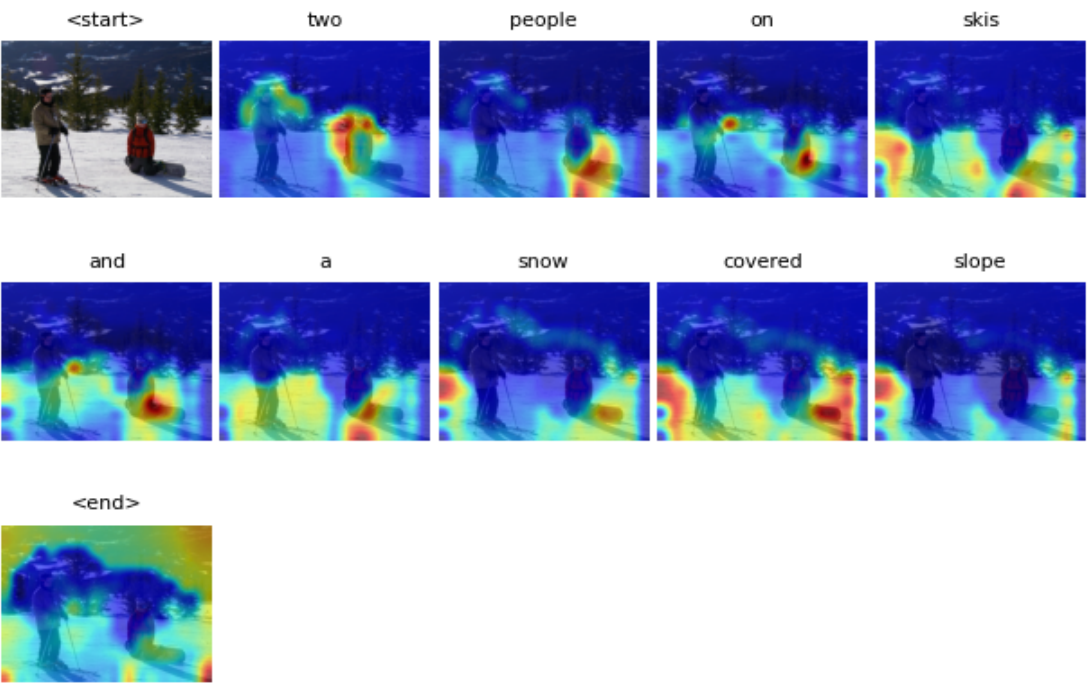 <start> two people on skis
and a snow covered slope
<end>